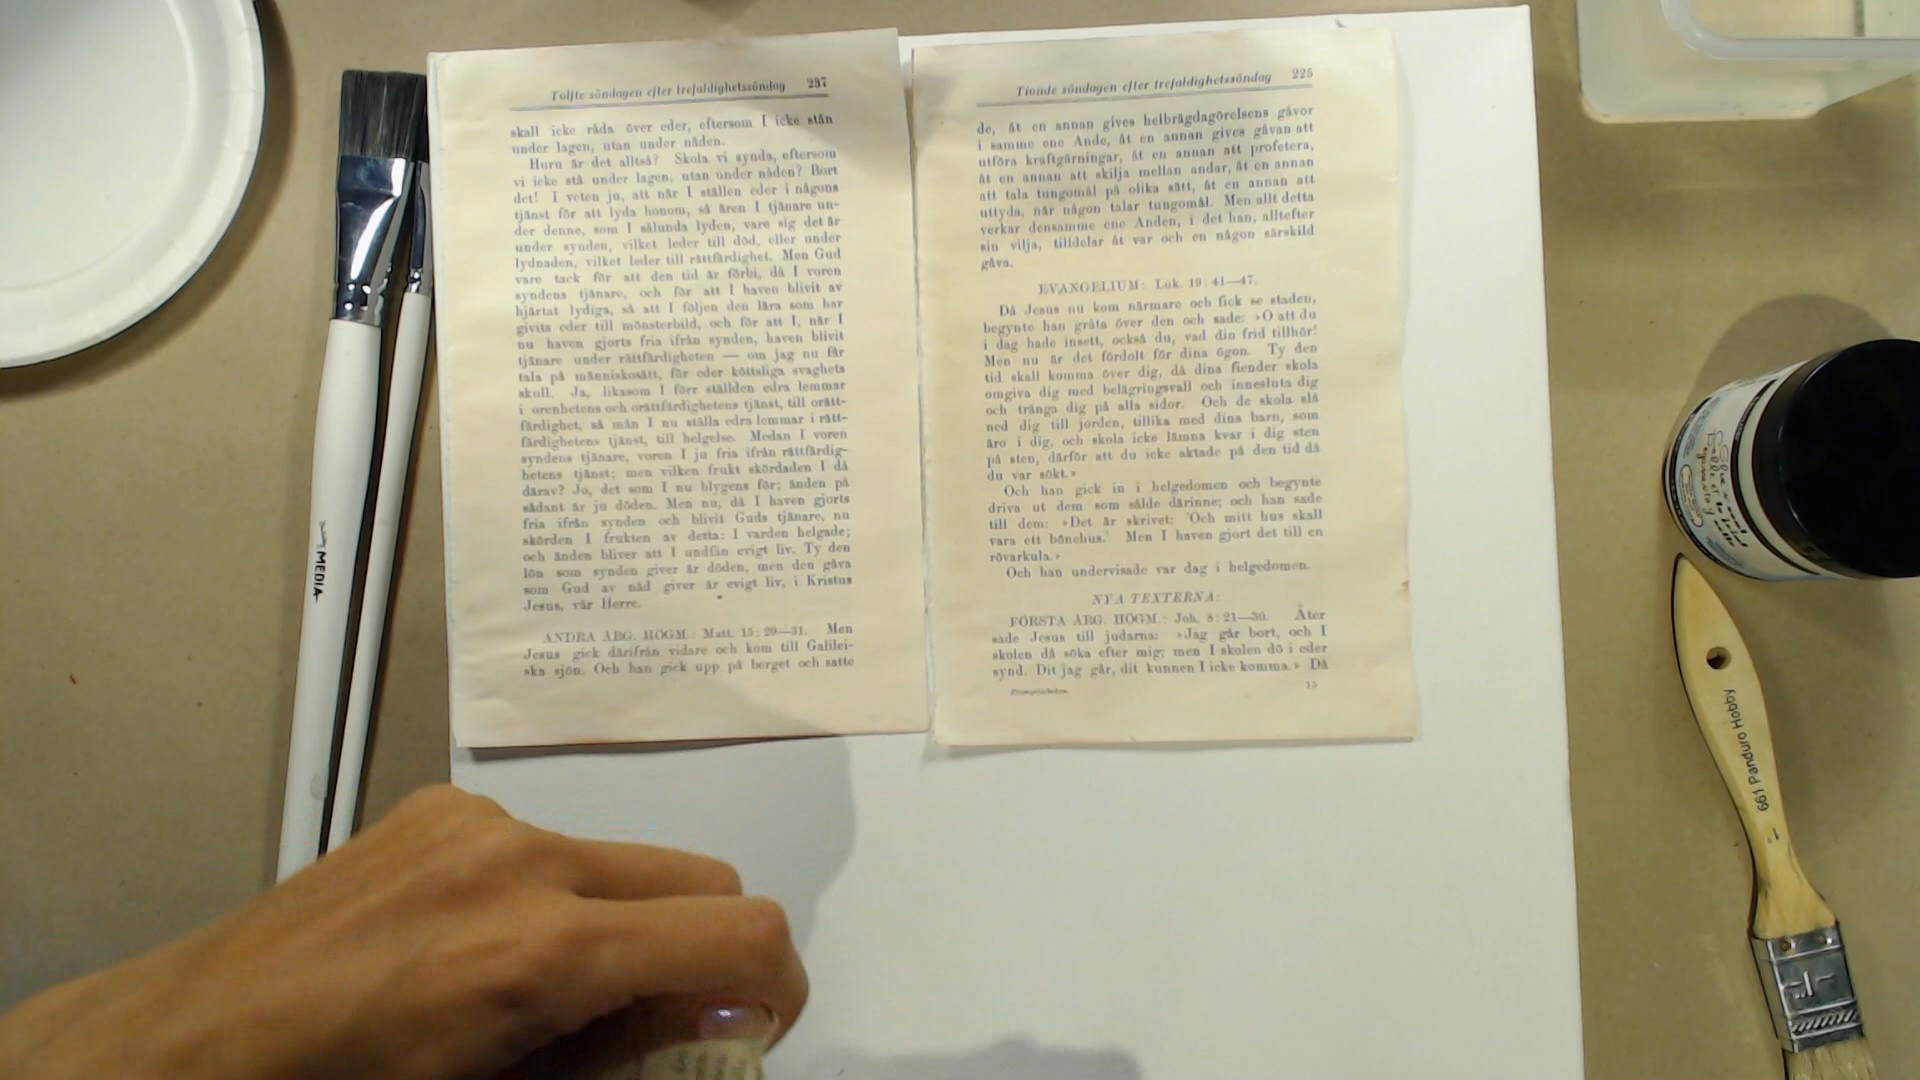 Tolfte söndagen efter trefaldighetssöndag 237
skall icke råda över eder, eftersom I icke stån
under lagen, utan under nåden.
Huru är det alltså? Skola vi synda, eftersom
vi icke stå under lagen, utan under nåden? Bort
det! I veten ju, att när I ställen eder i någons
tjänst för att lyda honom, så ären I tjänare un-
der denne, som I sålunda lyden, vare sig det är
under synden, vilket leder till död, eller under
lydnaden, vilket leder till rättfärdighet. Men Gud
vare tack för att den tid är förbi, då I voren
syndens tjänare, och för att I haven blivit av
hjärtat lydiga, så att I följen den lära som har
givits eder till mönsterbild, och för att I, när I
nu haven gjorts fria ifrån synden, haven blivit
tjänare under rättfärdigheten — om jag nu får
tala på människosätt, för eder köttsliga svaghets
skull. Ja, likasom I förr ställden edra lemmar
i orenhetens och orättfärdighetens tjänst, till orätt-
färdighet, så mån I nu ställa edra lemmar i rätt-
färdighetens tjänst, till helgelse. Medan I voren
syndens tjänare, voren I ju fria ifrån rättfärdig-
hetens tjänst; men vilken frukt skördaden I då
därav? Jo, det som I nu blygens för; änden på
sådant är ju döden. Men nu, då I haven gjorts
fria ifrån synden och blivit Guds tjänare, nu
skörden I frukten av detta: I varden helgade;
och änden bliver att I undfån evigt liv. Ty den
lön som synden giver är döden, men den gåva
som Gud av nåd giver är evigt liv, i Kristus
Jesus, vår Herre.
ANDRA ÅRG. HÖGM.: Matt. 15: 29—31. Men
Jesus gick därifrån vidare och kom till Galilei-
ska sjön. Och han gick upp på berget och satte
Tionde söndagen efter trefaldighetssöndag 225
de, åt en annan gives helbrägdagörelsens gåvor
i samme ene Ande, åt en annan gives gåvan att
utföra kraftgärningar, åt en annan att profetera,
åt en annan att skilja mellan andar, åt en annan
att tala tungomål på olika sätt, åt en annan att
uttyda, när någon talar tungomål. Men allt detta
verkar densamme ene Anden, i det han, alltefter
sin vilja, tilldelar åt var och en någon särskild
gåva.
EVANGELIUM: Luk. 19: 41—47.
Då Jesus nu kom närmare och fick se staden,
begynte han gråta över den och sade: »O att du
i dag hade insett, också du, vad din frid tillhör!
Men nu är det fördolt för dina ögon. Ty den
tid skall komma över dig, då dina fiender skola
omgiva dig med belägringsvall och innesluta dig
och tränga dig på alla sidor. Och de skola slå
ned dig till jorden, tillika med dina barn, som
äro i dig, och skola icke lämna kvar i dig sten
på sten, därför att du icke aktade på den tid då
du var sökt.»
Och han gick in i helgedomen och begynte
driva ut dem som sålde därinne; och han sade
till dem: »Det är skrivet: 'Och mitt hus skall
vara ett bönehus.' Men I haven gjort det till en
rövarkula.»
Och han undervisade var dag i helgedomen.
NYA TEXTERNA:
FÖRSTA ÅRG. HÖGM.: Joh. 8: 21—30. Åter
sade Jesus till judarna: »Jag går bort, och I
skolen då söka efter mig; men I skolen dö i eder
synd. Dit jag går, dit kunnen I icke komma.» Då
Evangelieboken. 15
MEDIA
661 Panduro Hobby